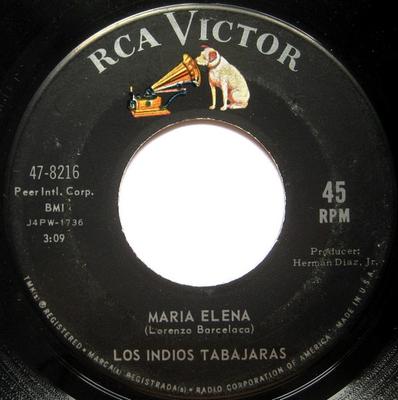 RCA VICTOR
47-8216
Peer Intl. Corp.
BMI
J4PW-1736
3:09
45
RPM
Producer:
Herman Diaz, Jr.
MARIA ELENA
(Lorenzo Barcelaca)
LOS INDIOS TABAJARAS
TMK(s) ® REGISTERED • MARCA(s) REGISTRADA(s) • RADIO CORPORATION OF AMERICA • MADE IN U.S.A.